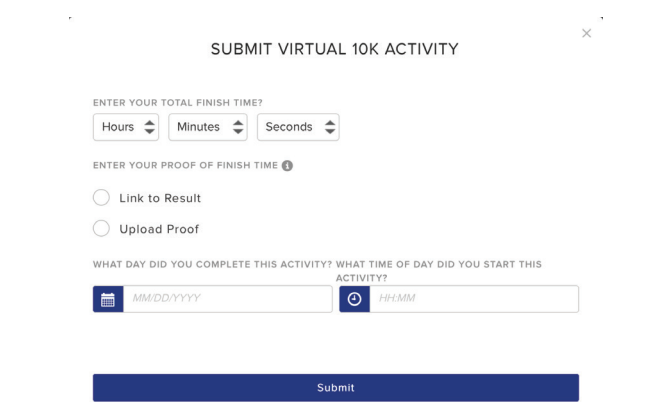 SUBMIT VIRTUAL 10K ACTIVITY
ENTER YOUR TOTAL FINISH TIME?
Hours Minutes Seconds
ENTER YOUR PROOF OF FINISH TIME
Link to Result
Upload Proof
WHAT DAY DID YOU COMPLETE THIS ACTIVITY?
MM/DD/YYYY
WHAT TIME OF DAY DID YOU START THIS
ACTIVITY?
HH:MM
Submit